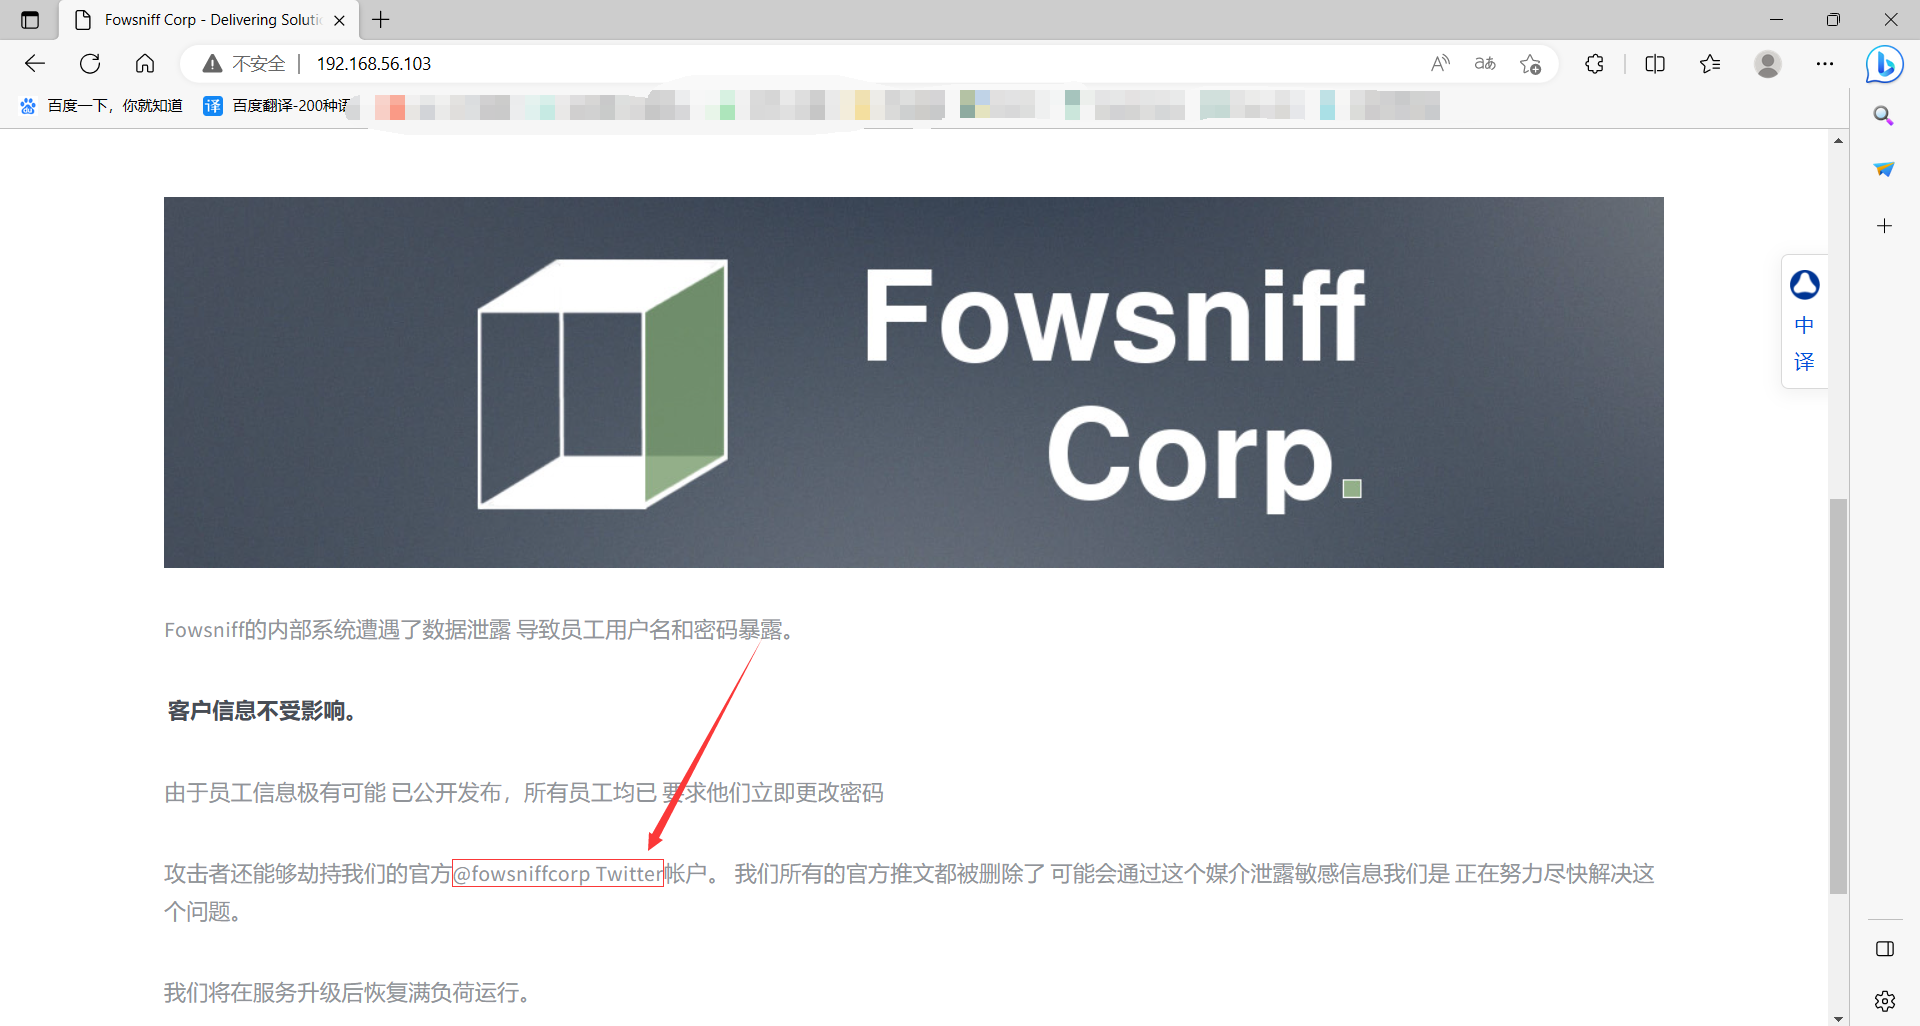 Fowsniff Corp - Delivering Soluti
不安全
192.168.56.103
百度一下，你就知道
译
百度翻译-200种语
Fowsniff
Corp.
中
译
Fowsniff的内部系统遭遇了数据泄露 导致员工用户名和密码暴露。
客户信息不受影响。
由于员工信息极有可能 已公开发布，所有员工均已 要求他们立即更改密码
攻击者还能够劫持我们的官方@fowsniffcorp Twitter帐户。 我们所有的官方推文都被删除了 可能会通过这个媒介泄露敏感信息我们是 正在努力尽快解决这
个问题。
我们将在服务升级后恢复满负荷运行。